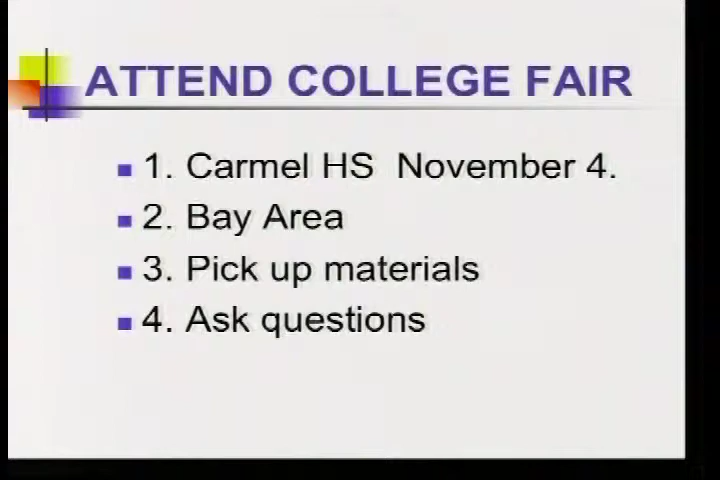 ATTEND COLLEGE FAIR
1. Carmel HS  November 4.
2. Bay Area
3. Pick up materials
4. Ask questions